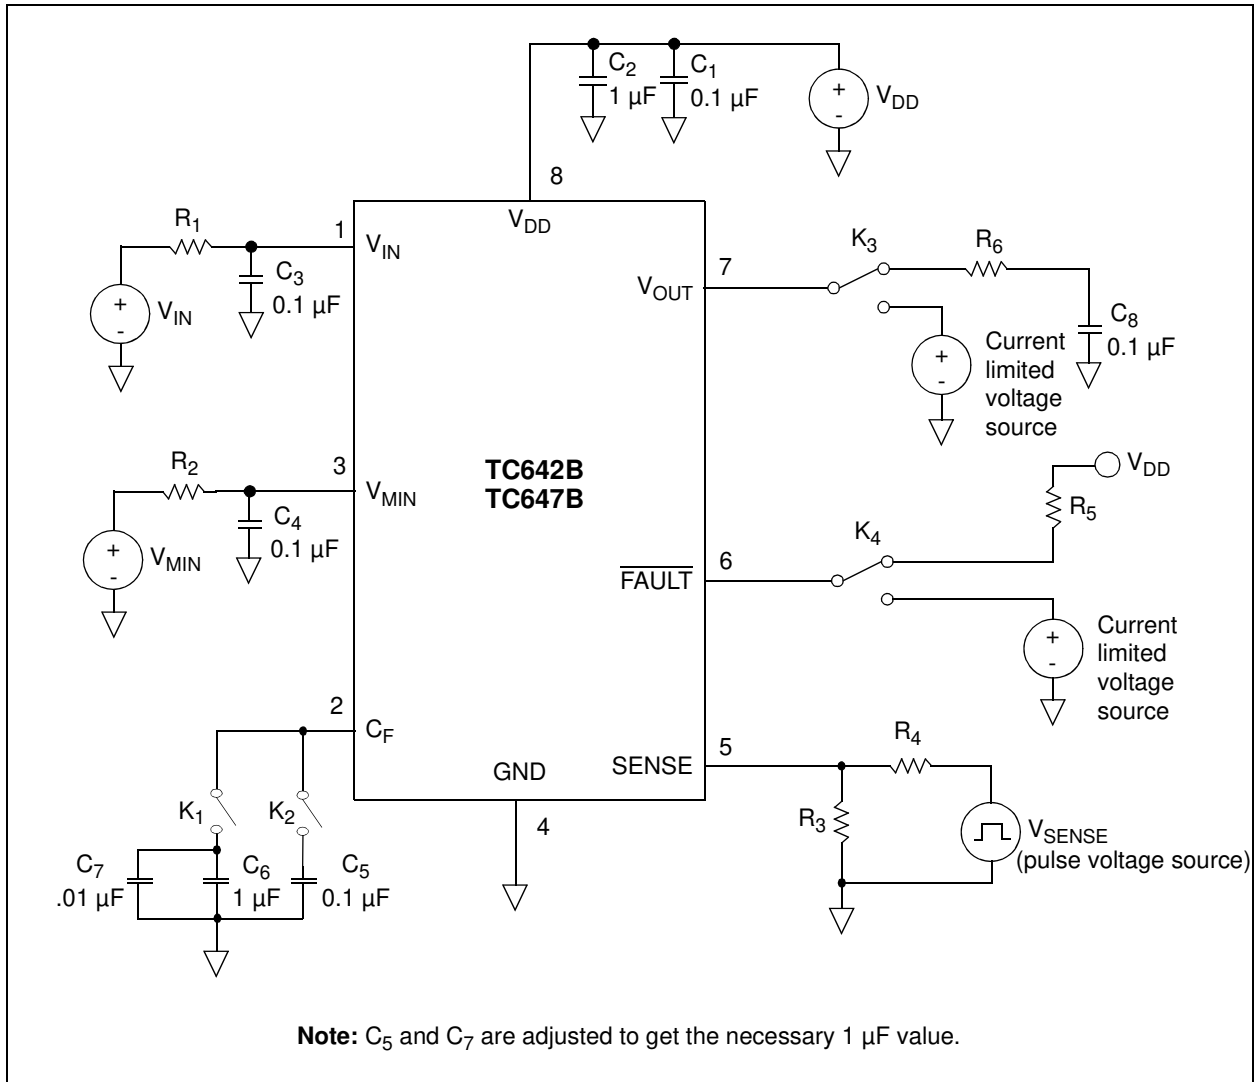 C2
1 µF
C1
0.1 µF
+
-
VDD
8
VDD
R1
1
VIN
C3
0.1 µF
+
-
VIN
7
VOUT
K3
R6
C8
0.1 µF
+
-
Current
limited
voltage
source
R2
3
VMIN
C4
0.1 µF
+
-
VMIN
TC642B
TC647B
VDD
R5
K4
6
FAULT
+
-
Current
limited
voltage
source
2
CF
K1
K2
C7
.01 µF
C6
1 µF
C5
0.1 µF
GND
4
SENSE
5
R4
R3
VSENSE
(pulse voltage source)
Note: C5 and C7 are adjusted to get the necessary 1 µF value.